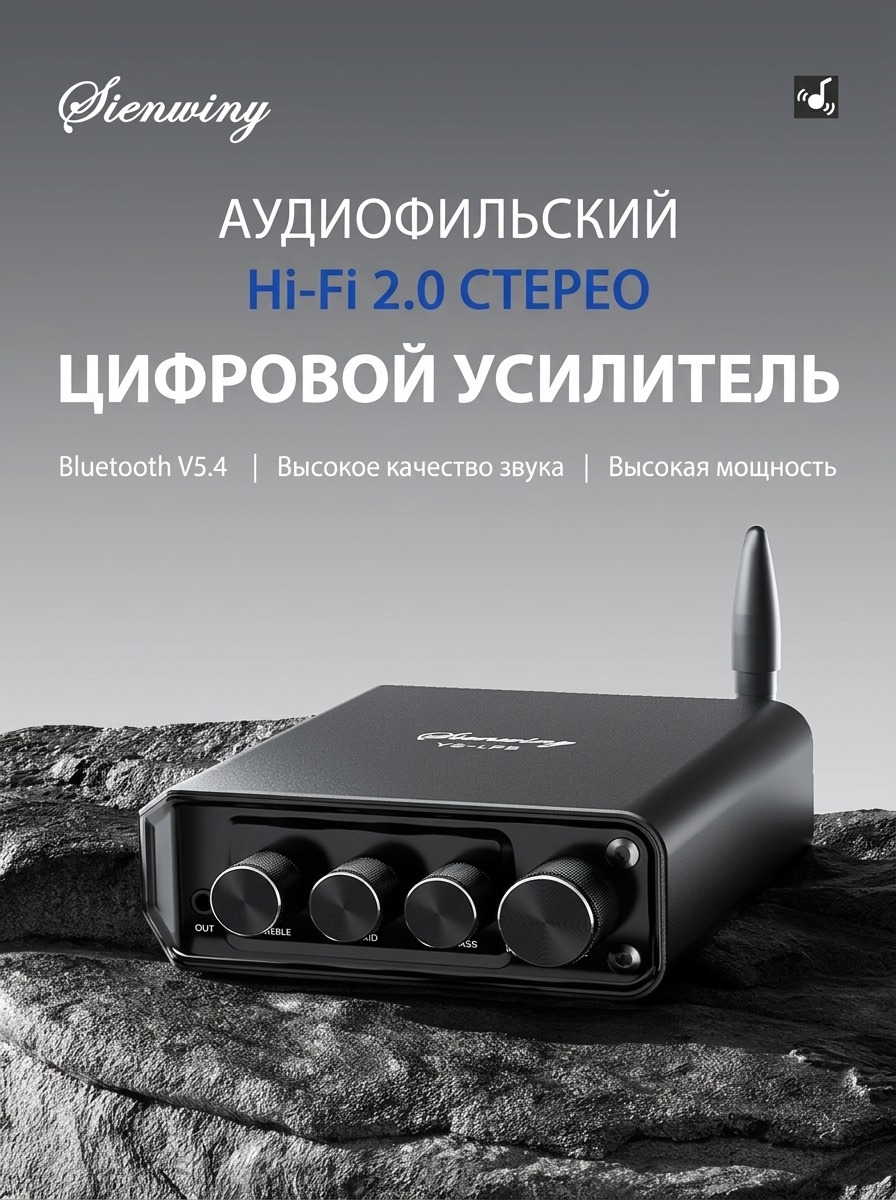 Sienwiny
АУДИОФИЛЬСКИЙ
Hi-Fi 2.0 СТЕРЕО
ЦИФРОВОЙ УСИЛИТЕЛЬ
Bluetooth V5.4 | Высокое качество звука | Высокая мощность
Sienwiny
OUT